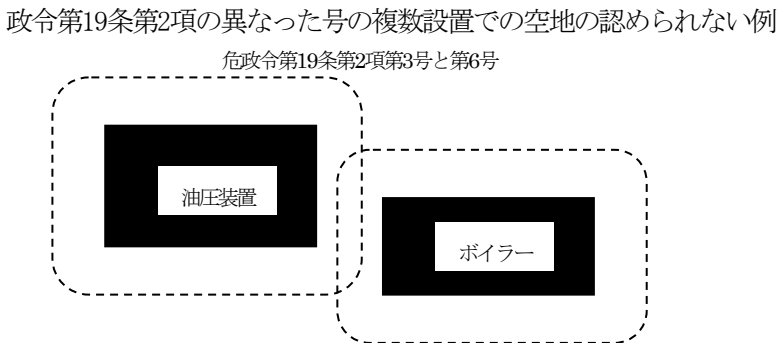 政令第19条第2項の異なった号の複数設置での空地の認められない例
危政令第19条第2項第3号と第6号
油圧装置
ボイラー